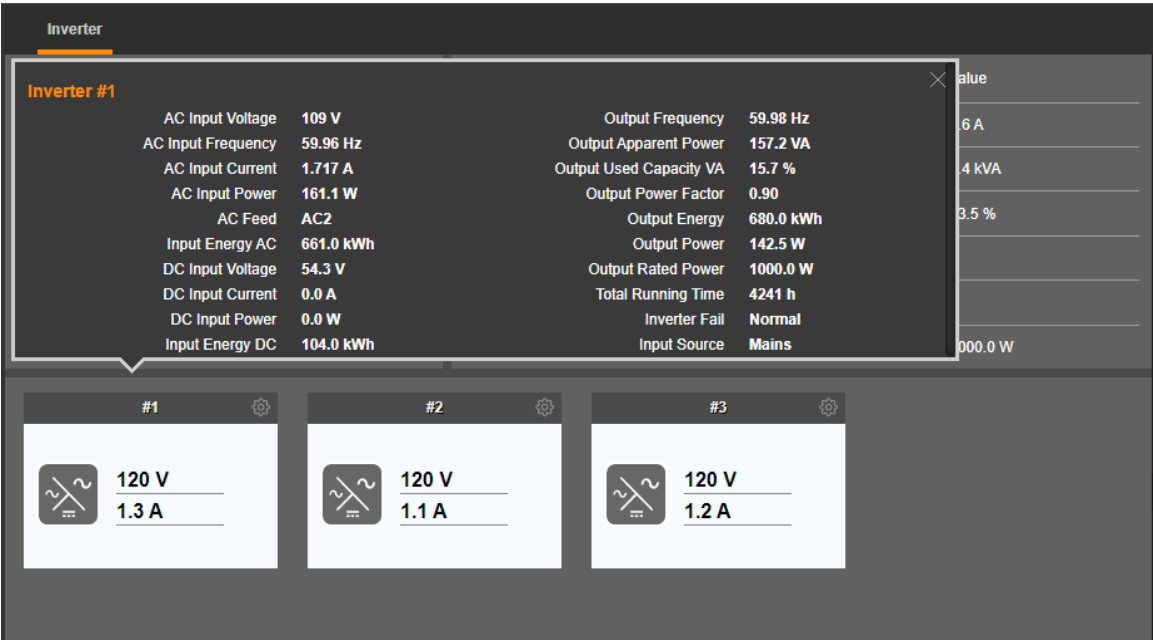 Inverter
Inverter #1
AC Input Voltage 109 V
AC Input Frequency 59.96 Hz
AC Input Current 1.717 A
AC Input Power 161.1 W
AC Feed AC2
Input Energy AC 661.0 kWh
DC Input Voltage 54.3 V
DC Input Current 0.0 A
DC Input Power 0.0 W
Input Energy DC 104.0 kWh
Output Frequency 59.98 Hz
Output Apparent Power 157.2 VA
Output Used Capacity VA 15.7 %
Output Power Factor 0.90
Output Energy 680.0 kWh
Output Power 142.5 W
Output Rated Power 1000.0 W
Total Running Time 4241 h
Inverter Fail Normal
Input Source Mains
alue
.6 A
.4 kVA
3.5 %
000.0 W
#1
120 V
1.3 A
#2
120 V
1.1 A
#3
120 V
1.2 A